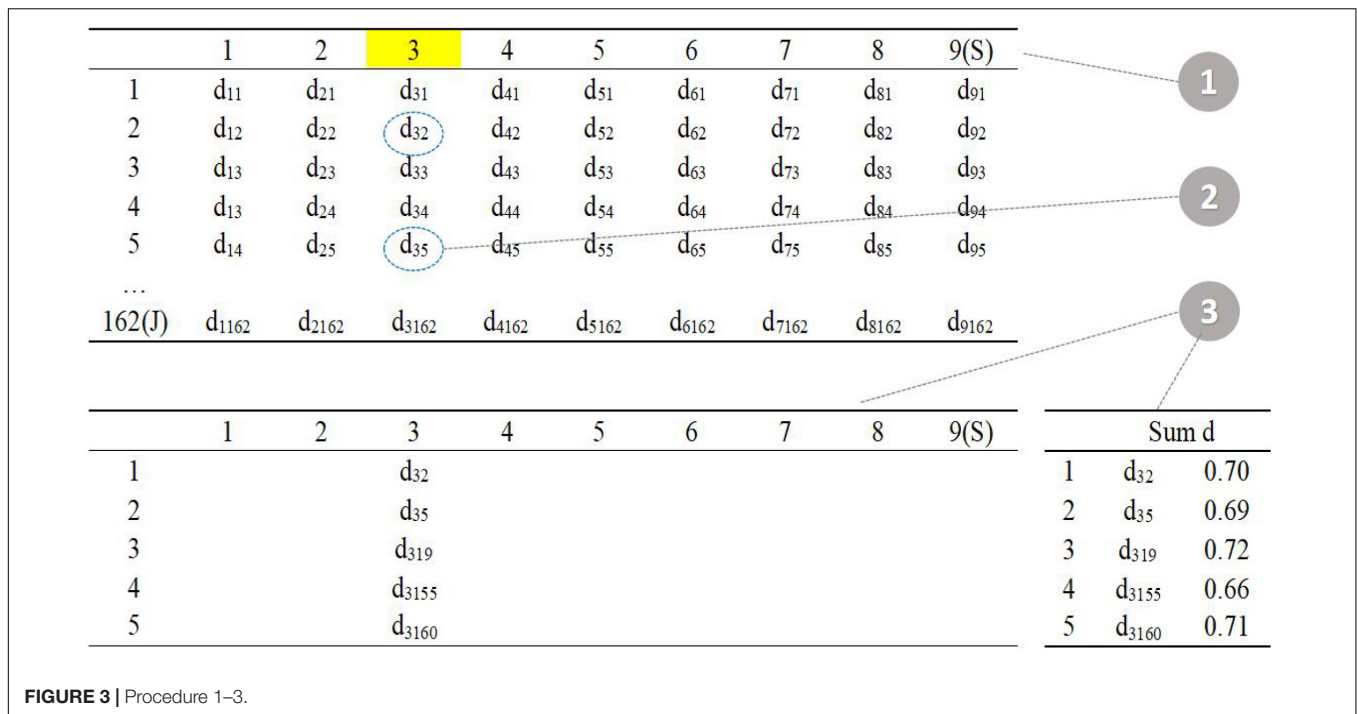 1 2 3 4 5 6 7 8 9(S)
1 d₁₁ d₂₁ d₃₁ d₄₁ d₅₁ d₆₁ d₇₁ d₈₁ d₉₁
1
2 d₁₂ d₂₂ d₃₂ d₄₂ d₅₂ d₆₂ d₇₂ d₈₂ d₉₂
3 d₁₃ d₂₃ d₃₃ d₄₃ d₅₃ d₆₃ d₇₃ d₈₃ d₉₃
4 d₁₃ d₂₄ d₃₄ d₄₄ d₅₄ d₆₄ d₇₄ d₈₄ d₉₄
2
5 d₁₄ d₂₅ d₃₅ d₄₅ d₅₅ d₆₅ d₇₅ d₈₅ d₉₅
...
162(J) d₁₁₆₂ d₂₁₆₂ d₃₁₆₂ d₄₁₆₂ d₅₁₆₂ d₆₁₆₂ d₇₁₆₂ d₈₁₆₂ d₉₁₆₂
3
1 2 3 4 5 6 7 8 9(S)
1 d₃₂
2 d₃₅
3 d₃₁₉
4 d₃₁₅₅
5 d₃₁₆₀
Sum d
1 d₃₂ 0.70
2 d₃₅ 0.69
3 d₃₁₉ 0.72
4 d₃₁₅₅ 0.66
5 d₃₁₆₀ 0.71
FIGURE 3 | Procedure 1–3.